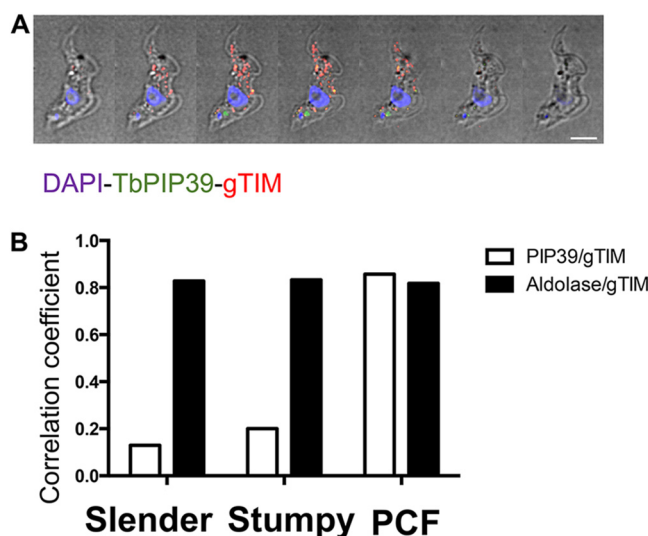 A
DAPI-TbPIP39-gTIM
B
Correlation coefficient
1.0
0.8
0.6
0.4
0.2
0.0
Slender Stumpy PCF
PIP39/gTIM
Aldolase/gTIM